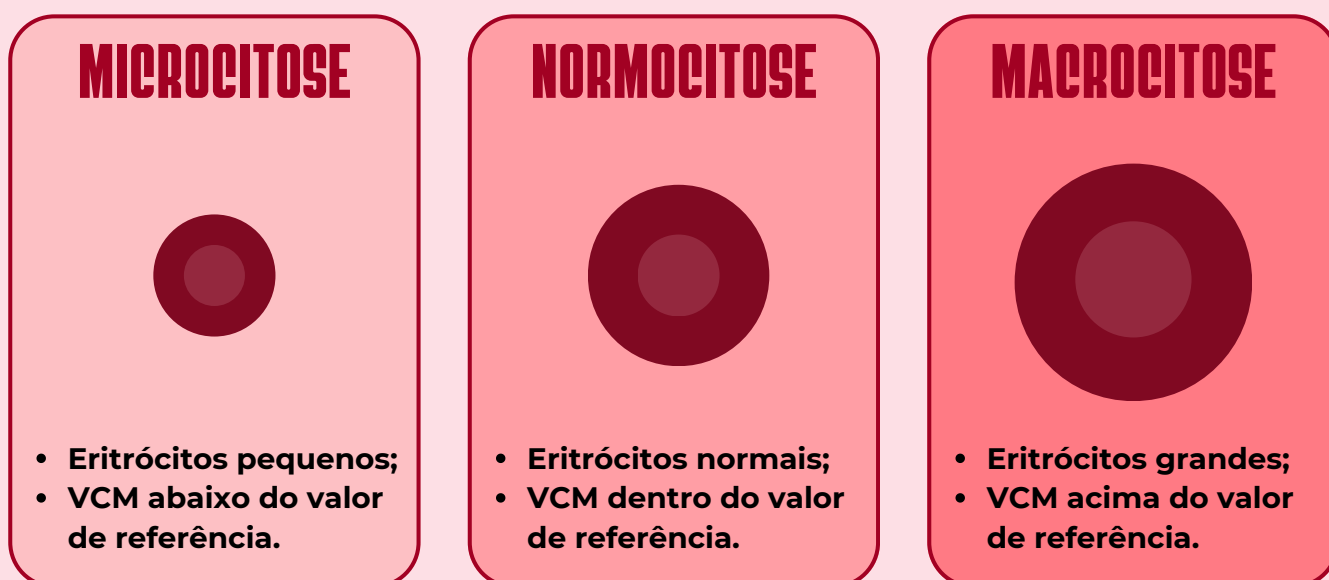 MICROCITOSE
• Eritrócitos pequenos;
• VCM abaixo do valor
de referência.
NORMOCITOSE
• Eritrócitos normais;
• VCM dentro do valor
de referência.
MACROCITOSE
• Eritrócitos grandes;
• VCM acima do valor
de referência.